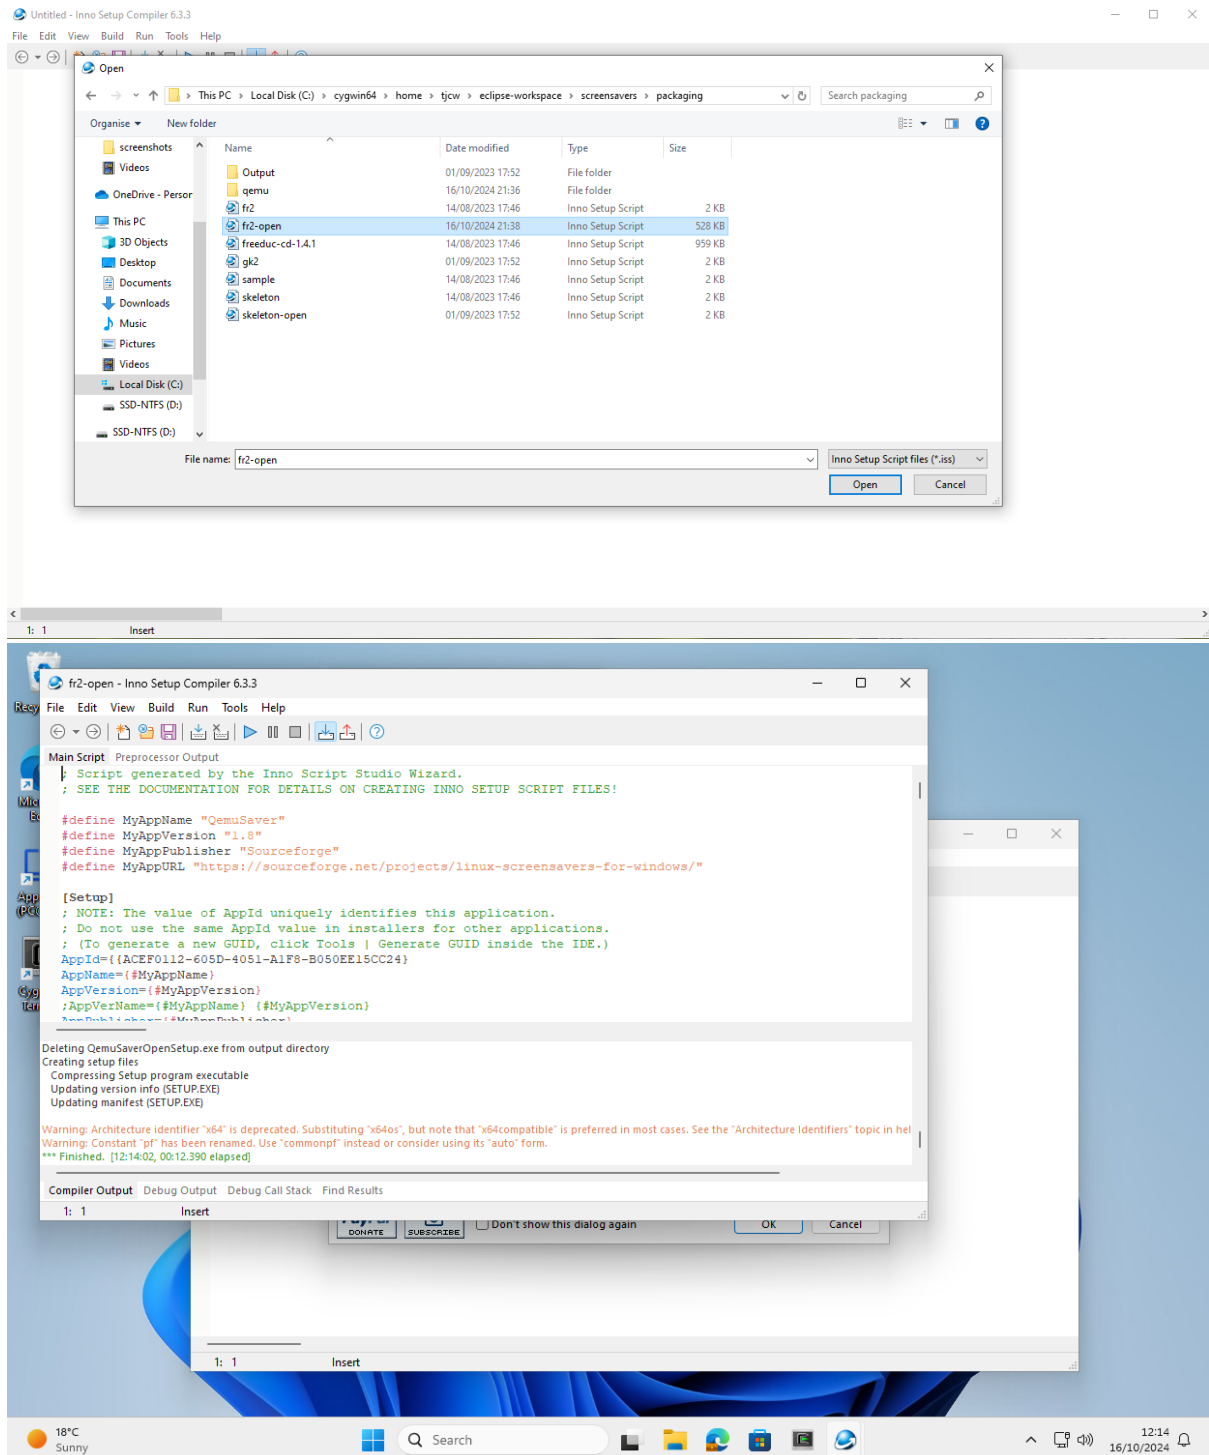 Untitled - Inno Setup Compiler 6.3.3
File Edit View Build Run Tools Help
Open
This PC > Local Disk (C:) > cygwin64 > home > tjcw > eclipse-workspace > screensavers > packaging
Search packaging
Organise New folder
screenshots
Videos
OneDrive - Person
This PC
3D Objects
Desktop
Documents
Downloads
Music
Pictures
Videos
Local Disk (C:)
SSD-NTFS (D:)
SSD-NTFS (D:)
Name Date modified Type Size
Output 01/09/2023 17:52 File folder
qemu 16/10/2024 21:36 File folder
fr2 14/08/2023 17:46 Inno Setup Script 2 KB
fr2-open 16/10/2024 21:38 Inno Setup Script 528 KB
freeduc-cd-1.4.1 14/08/2023 17:46 Inno Setup Script 959 KB
gk2 01/09/2023 17:52 Inno Setup Script 2 KB
sample 14/08/2023 17:46 Inno Setup Script 2 KB
skeleton 14/08/2023 17:46 Inno Setup Script 2 KB
skeleton-open 01/09/2023 17:52 Inno Setup Script 2 KB
File name: fr2-open
Inno Setup Script files (*.iss)
Open Cancel
1: 1 Insert
fr2-open - Inno Setup Compiler 6.3.3
File Edit View Build Run Tools Help
Main Script Preprocessor Output
; Script generated by the Inno Script Studio Wizard.
; SEE THE DOCUMENTATION FOR DETAILS ON CREATING INNO SETUP SCRIPT FILES!
#define MyAppName "QemuSaver"
#define MyAppVersion "1.8"
#define MyAppPublisher "Sourceforge"
#define MyAppURL "https://sourceforge.net/projects/linux-screensavers-for-windows/"
[Setup]
; NOTE: The value of AppId uniquely identifies this application.
; Do not use the same AppId value in installers for other applications.
; (To generate a new GUID, click Tools | Generate GUID inside the IDE.)
AppId={{ACEF0112-605D-4051-A1F8-B050EE15CC24}
AppName={#MyAppName}
AppVersion={#MyAppVersion}
;AppVerName={#MyAppName} {#MyAppVersion}
AppPublisher={#MyAppPublisher}
Deleting QemuSaverOpenSetup.exe from output directory
Creating setup files
Compressing Setup program executable
Updating version info (SETUP.EXE)
Updating manifest (SETUP.EXE)
Warning: Architecture identifier "x64" is deprecated. Substituting "x64os", but note that "x64compatible" is preferred in most cases. See the "Architecture Identifiers" topic in hel
Warning: Constant "pf" has been renamed. Use "commonpf" instead or consider using its "auto" form.
*** Finished. [12:14:02, 00:12.390 elapsed]
Compiler Output Debug Output Debug Call Stack Find Results
1: 1 Insert
PayPal DONATE SUBSCRIBE Don't show this dialog again OK Cancel
1: 1 Insert
18°C
Sunny
Search
12:14
16/10/2024